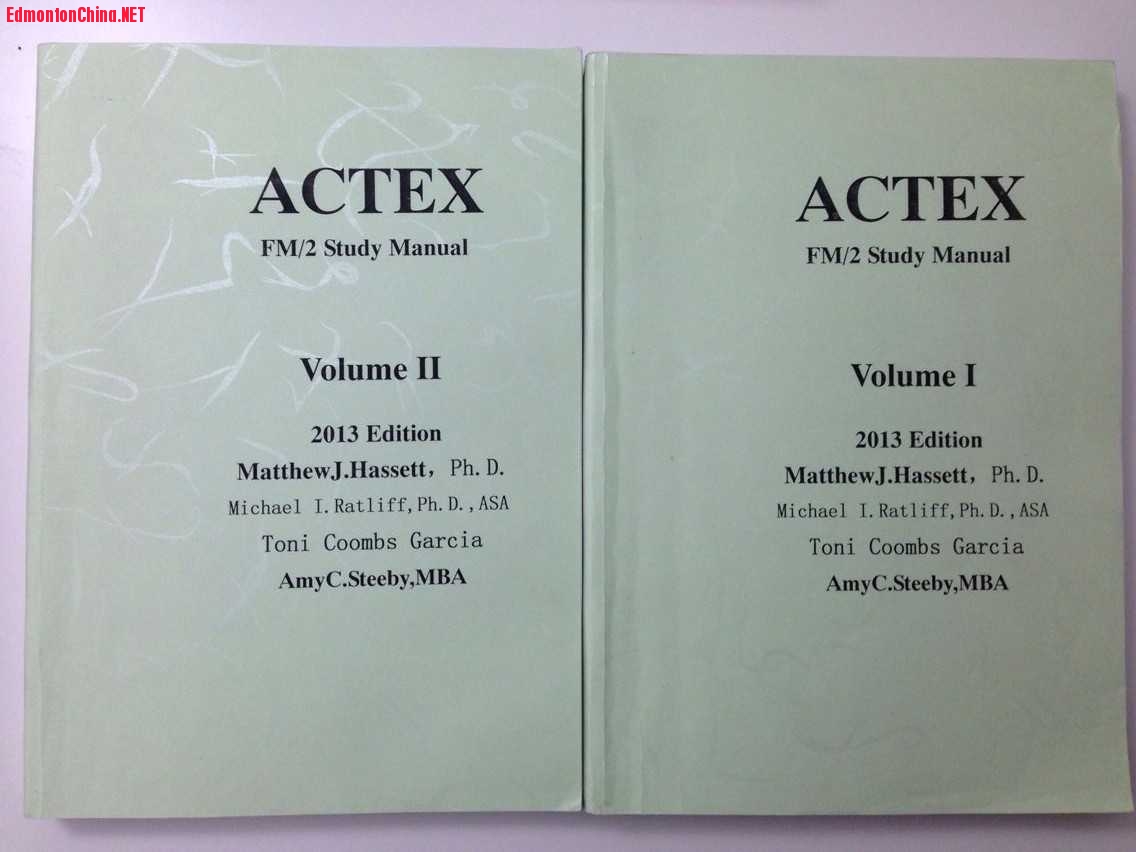 EdmontonChina.NET
ACTEX
FM/2 Study Manual
Volume II
2013 Edition
MatthewJ.Hassett，Ph.D.
Michael I.Ratliff,Ph.D.,ASA
Toni Coombs Garcia
AmyC.Steeby,MBA
ACTEX
FM/2 Study Manual
Volume I
2013 Edition
MatthewJ.Hassett，Ph.D.
Michael I.Ratliff,Ph.D.,ASA
Toni Coombs Garcia
AmyC.Steeby,MBA